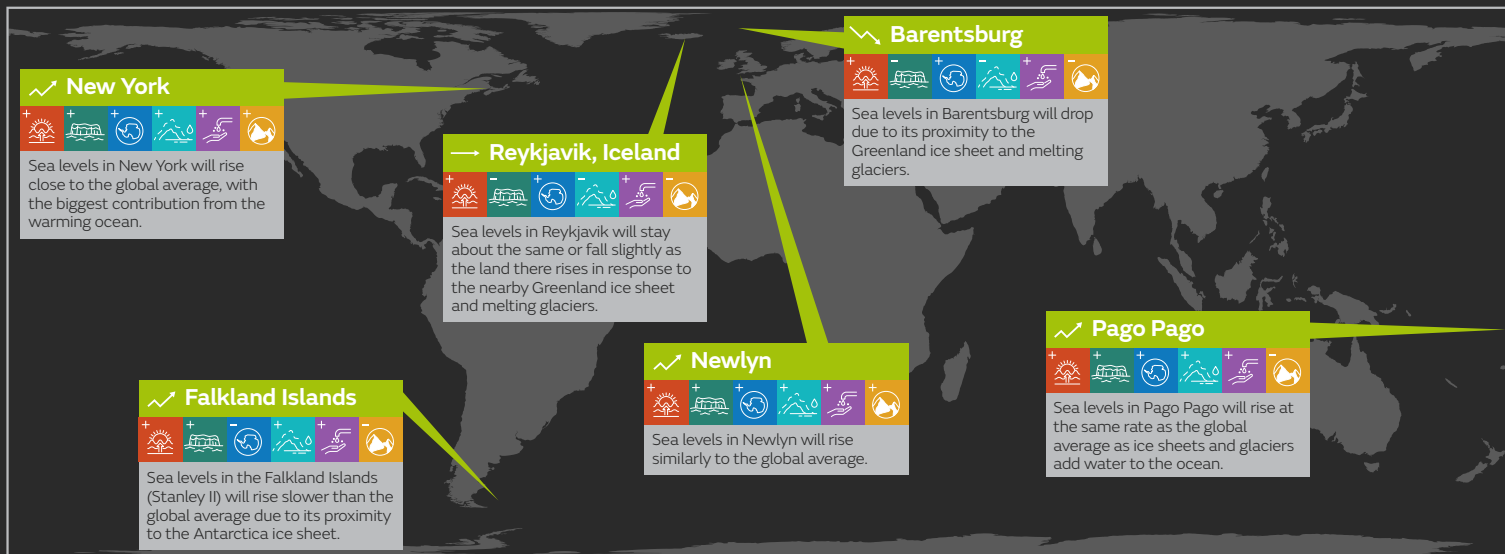 New York
+ + + + + +
Sea levels in New York will rise
close to the global average, with
the biggest contribution from the
warming ocean.
Reykjavik, Iceland
+ - + - + -
Sea levels in Reykjavik will stay
about the same or fall slightly as
the land there rises in response to
the nearby Greenland ice sheet
and melting glaciers.
Barentsburg
+ - + - + -
Sea levels in Barentsburg will drop
due to its proximity to the
Greenland ice sheet and melting
glaciers.
Falkland Islands
+ + - + + -
Sea levels in the Falkland Islands
(Stanley II) will rise slower than the
global average due to its proximity
to the Antarctica ice sheet.
Newlyn
+ + + + + +
Sea levels in Newlyn will rise
similarly to the global average.
Pago Pago
+ + + + + -
Sea levels in Pago Pago will rise at
the same rate as the global
average as ice sheets and glaciers
add water to the ocean.